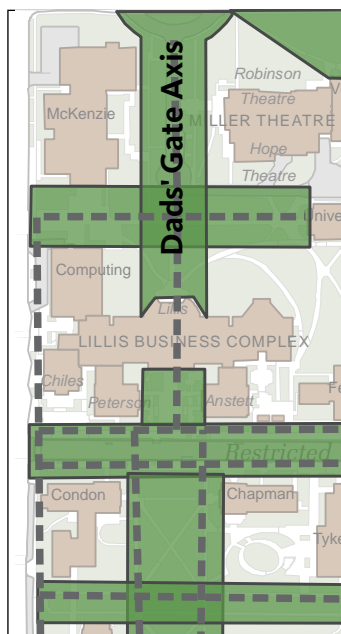 Dads' Gate Axis
Robinson
Theatre
McKenzie
MILLER THEATRE
Hope
Theatre
Unive
Computing
Lillis
LILLIS BUSINESS COMPLEX
Chiles
Peterson
Anstett
Fe
Restricted
Condon
Chapman
Tyke